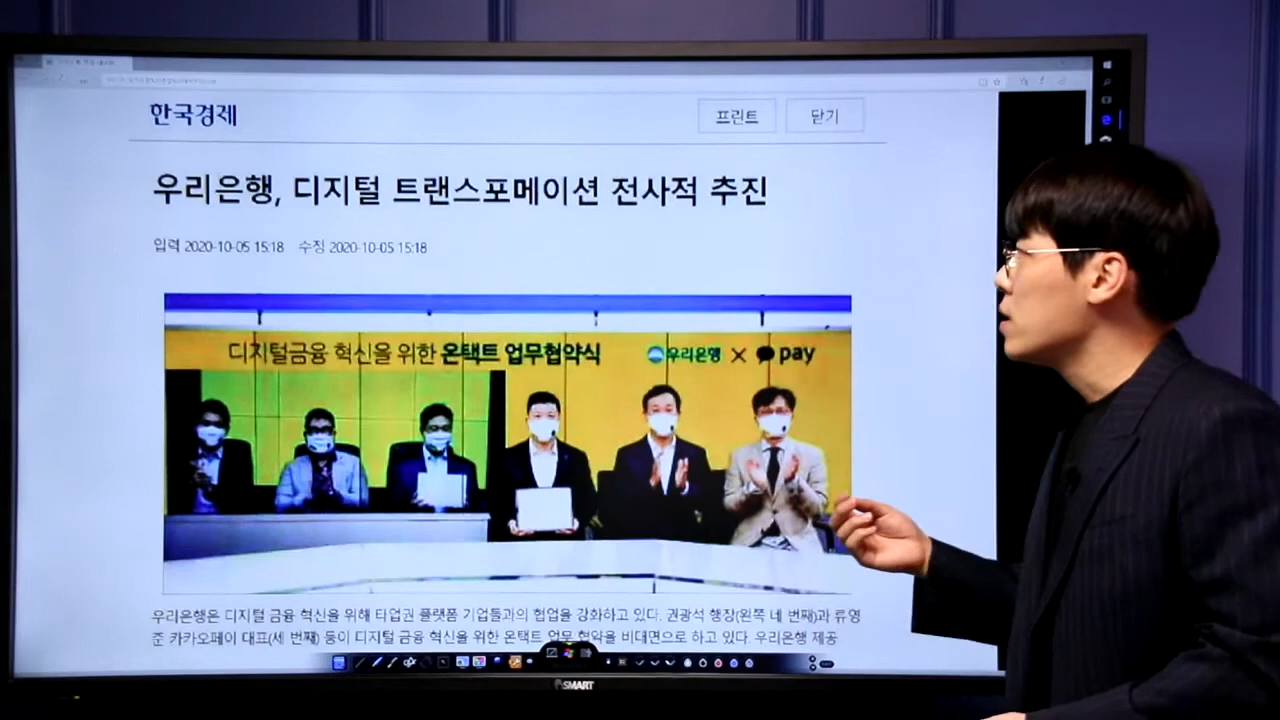 한국경제
프린트 닫기
우리은행, 디지털 트랜스포메이션 전사적 추진
입력 2020-10-05 15:18 수정 2020-10-05 15:18
디지털금융 혁신을 위한 온택트 업무협약식 우리은행 × pay
우리은행은 디지털 금융 혁신을 위해 타업권 플랫폼 기업들과의 협업을 강화하고 있다. 권광석 행장(왼쪽 네 번째)과 류영
준 카카오페이 대표(세 번째) 등이 디지털 금융 혁신을 위한 온택트 업무 협약을 비대면으로 하고 있다. 우리은행 제공
SMART